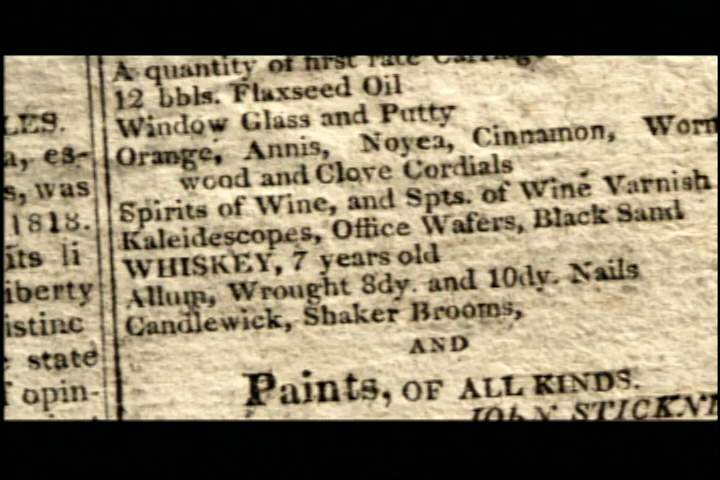 A quantity of first rate
12 bbls. Flaxseed Oil
Window Glass and Putty
Orange, Annis, Noyea, Cinnamon, Worm
wood and Clove Cordials
Spirits of Wine, and Spts. of Wine Varnish
Kaleidescopes, Office Wafers, Black Sand
WHISKEY, 7 years old
Allum, Wrought 8dy. and 10dy. Nails
Candlewick, Shaker Brooms,
AND
Paints, OF ALL KINDS.
JOHN STICKN
LES.
a, es-
s, was
1818.
its li
iberty
istinc
state
f opin-